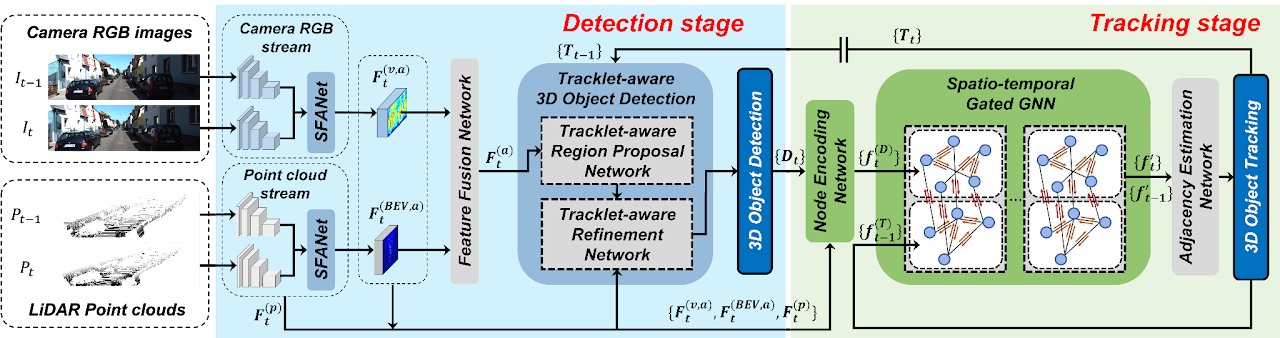 Detection stage
Tracking stage
Camera RGB images
I_{t-1}
I_t
P_{t-1}
P_t
LiDAR Point clouds
Camera RGB
stream
SFANet
F_t^{(v,a)}
Point cloud
stream
SFANet
F_t^{(BEV,a)}
F_t^{(p)}
Feature Fusion Network
F_t^{(a)}
{T_{t-1}}
Tracklet-aware
3D Object Detection
Tracklet-aware
Region Proposal
Network
Tracklet-aware
Refinement
Network
3D Object Detection
{D_t}
{F_t^{(v,a)}, F_t^{(BEV,a)}, F_t^{(p)}}
Node Encoding
Network
{T_t}
{f_t^{(D)}}
{f_{t-1}^{(T)}}
Spatio-temporal
Gated GNN
...
{f'_t}
{f'_{t-1}}
Adjacency Estimation
Network
3D Object Tracking